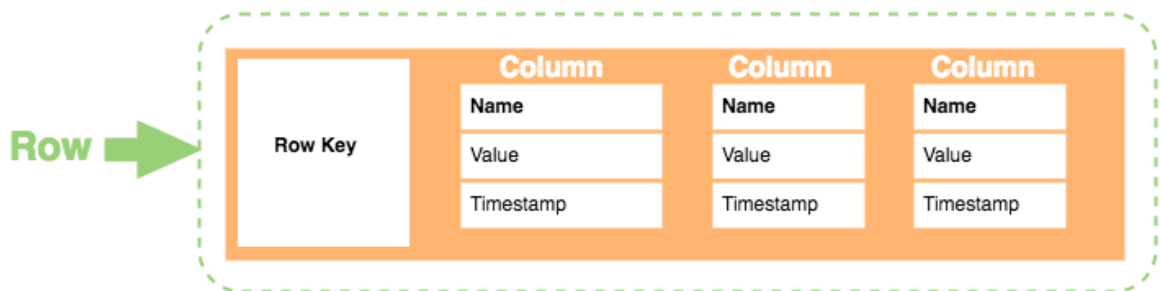 Column Column Column
Name Name Name
Row Row Key Value Value Value
Timestamp Timestamp Timestamp